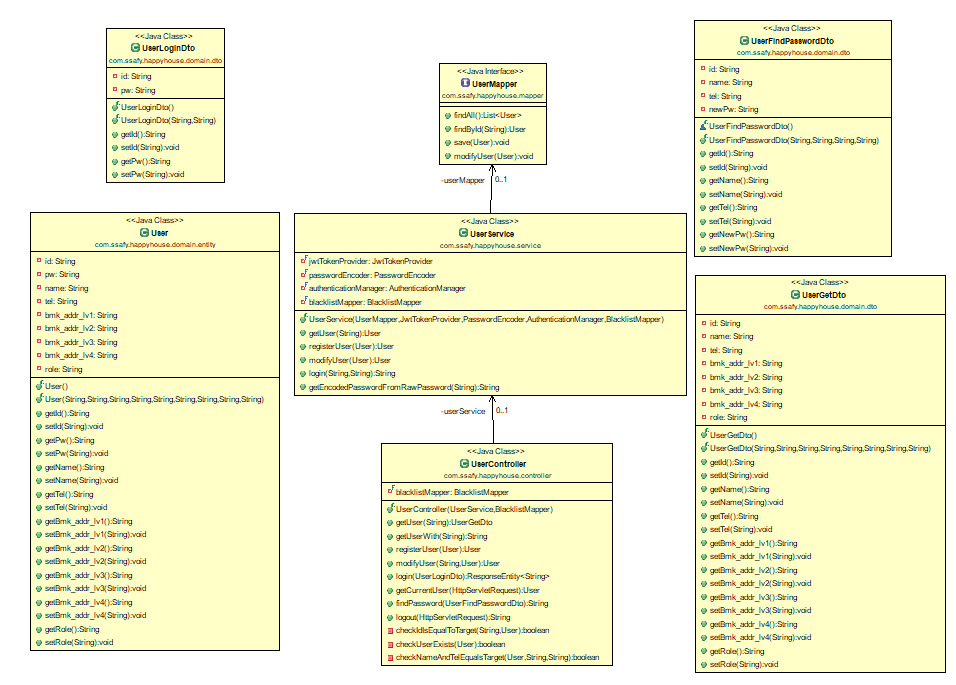 <<Java Class>>
UserLoginDto
com.ssafy.happyhouse.domain.dto
id: String
pw: String
UserLoginDto()
UserLoginDto(String,String)
getId():String
setId(String):void
getPw():String
setPw(String):void
<<Java Interface>>
UserMapper
com.ssafy.happyhouse.mapper
findAll():List<User>
findById(String):User
save(User):void
modifyUser(User):void
-userMapper 0..1
<<Java Class>>
UserFindPasswordDto
com.ssafy.happyhouse.domain.dto
id: String
name: String
tel: String
newPw: String
UserFindPasswordDto()
UserFindPasswordDto(String,String,String,String)
getId():String
setId(String):void
getName():String
setName(String):void
getTel():String
setTel(String):void
getNewPw():String
setNewPw(String):void
<<Java Class>>
User
com.ssafy.happyhouse.domain.entity
id: String
pw: String
name: String
tel: String
bmk_addr_lv1: String
bmk_addr_lv2: String
bmk_addr_lv3: String
bmk_addr_lv4: String
role: String
User()
User(String,String,String,String,String,String,String,String,String)
getId():String
setId(String):void
getPw():String
setPw(String):void
getName():String
setName(String):void
getTel():String
setTel(String):void
getBmk_addr_lv1():String
setBmk_addr_lv1(String):void
getBmk_addr_lv2():String
setBmk_addr_lv2(String):void
getBmk_addr_lv3():String
setBmk_addr_lv3(String):void
getBmk_addr_lv4():String
setBmk_addr_lv4(String):void
getRole():String
setRole(String):void
<<Java Class>>
UserService
com.ssafy.happyhouse.service
jwtTokenProvider: JwtTokenProvider
passwordEncoder: PasswordEncoder
authenticationManager: AuthenticationManager
blacklistMapper: BlacklistMapper
UserService(UserMapper,JwtTokenProvider,PasswordEncoder,AuthenticationManager,BlacklistMapper)
getUser(String):User
registerUser(User):User
modifyUser(User):User
login(String,String):String
getEncodedPasswordFromRawPassword(String):String
-userService 0..1
<<Java Class>>
UserController
com.ssafy.happyhouse.controller
blacklistMapper: BlacklistMapper
UserController(UserService,BlacklistMapper)
getUser(String):UserGetDto
getUserWith(String):String
registerUser(User):User
modifyUser(String,User):User
login(UserLoginDto):ResponseEntity<String>
getCurrentUser(HttpServletRequest):User
findPassword(UserFindPasswordDto):String
logout(HttpServletRequest):String
checkIdIsEqualToTarget(String,User):boolean
checkUserExists(User):boolean
checkNameAndTelEqualsTarget(User,String,String):boolean
<<Java Class>>
UserGetDto
com.ssafy.happyhouse.domain.dto
id: String
name: String
tel: String
bmk_addr_lv1: String
bmk_addr_lv2: String
bmk_addr_lv3: String
bmk_addr_lv4: String
role: String
UserGetDto()
UserGetDto(String,String,String,String,String,String,String,String)
getId():String
setId(String):void
getName():String
setName(String):void
getTel():String
setTel(String):void
getBmk_addr_lv1():String
setBmk_addr_lv1(String):void
getBmk_addr_lv2():String
setBmk_addr_lv2(String):void
getBmk_addr_lv3():String
setBmk_addr_lv3(String):void
getBmk_addr_lv4():String
setBmk_addr_lv4(String):void
getRole():String
setRole(String):void